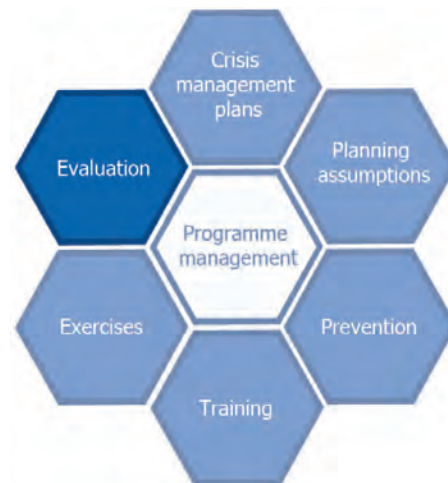 Crisis
management
plans
Planning
assumptions
Prevention
Training
Exercises
Evaluation
Programme
management